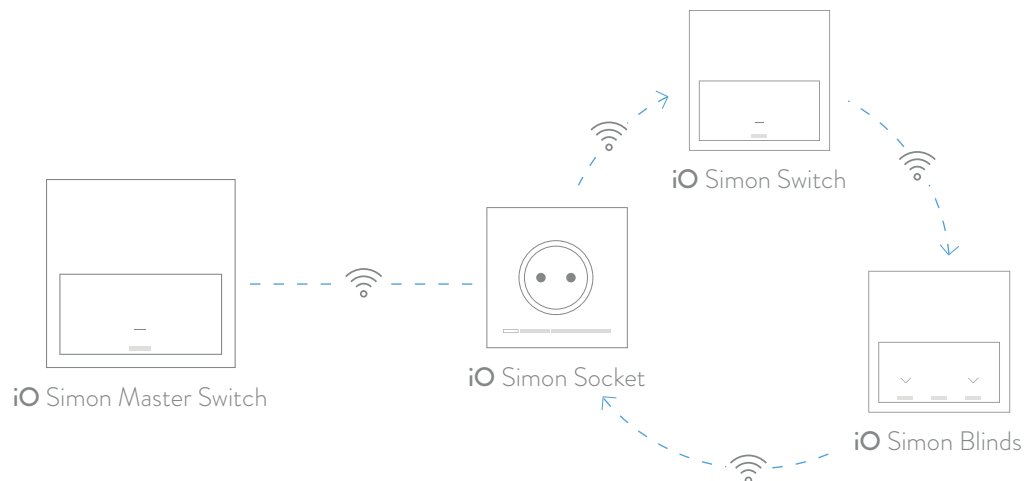 iO Simon Switch
iO Simon Master Switch
iO Simon Socket
iO Simon Blinds